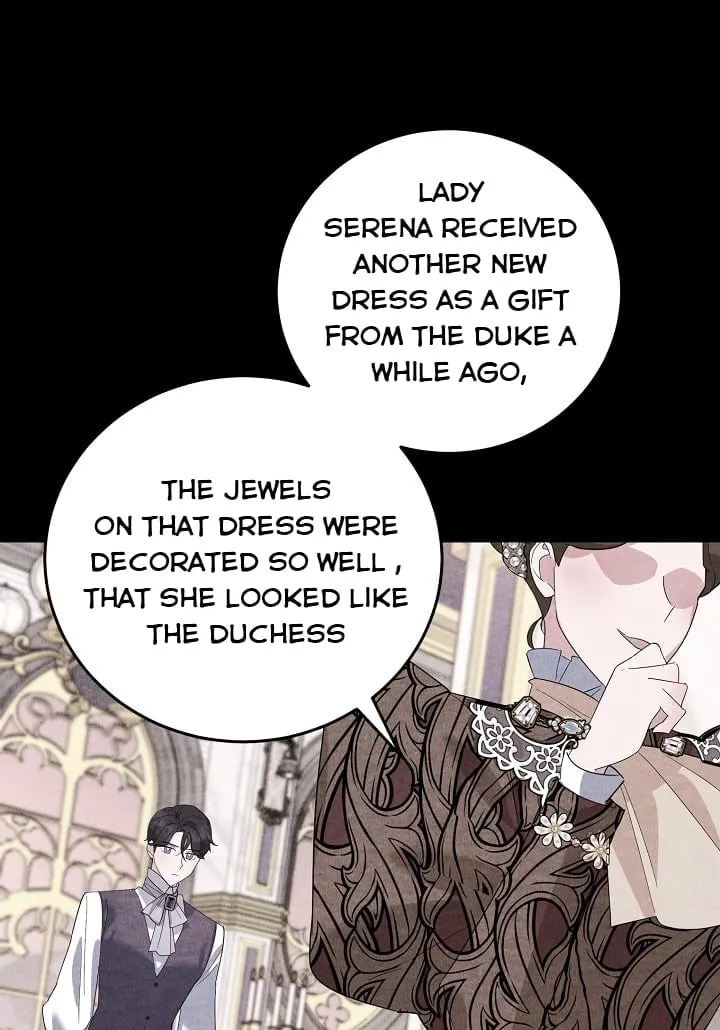 LADY
SERENA RECEIVED
ANOTHER NEW
DRESS AS A GIFT
FROM THE DUKE A
WHILE AGO,
THE JEWELS
ON THAT DRESS WERE
DECORATED SO WELL ,
THAT SHE LOOKED LIKE
THE DUCHESS